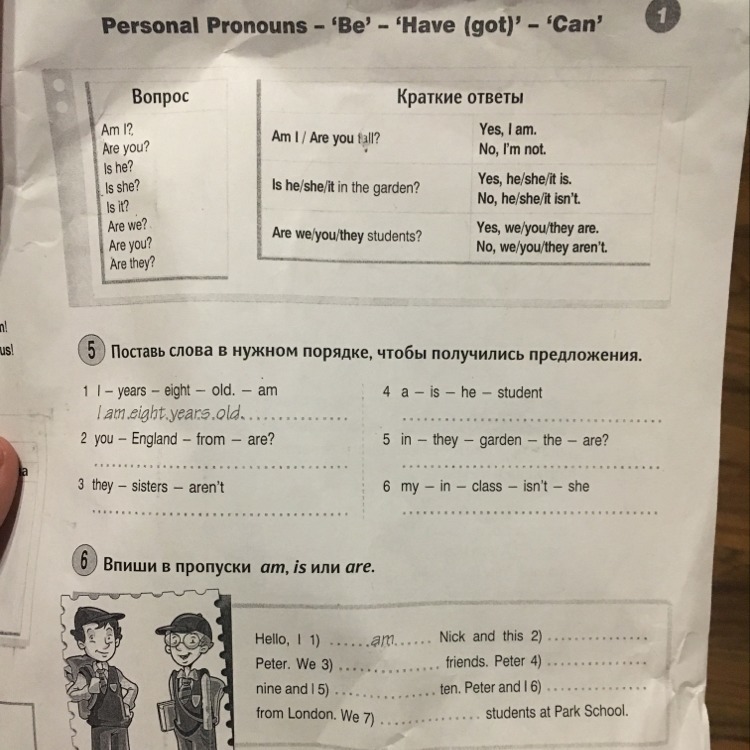 Personal Pronouns – ‘Be’ – ‘Have (got)’ – ‘Can’
1
Вопрос
Am I?
Are you?
Is he?
Is she?
Is it?
Are we?
Are you?
Are they?
Краткие ответы
Am I / Are you tall?
Yes, I am.
No, I'm not.
Is he/she/it in the garden?
Yes, he/she/it is.
No, he/she/it isn't.
Are we/you/they students?
Yes, we/you/they are.
No, we/you/they aren't.
n!
us!
5 Поставь слова в нужном порядке, чтобы получились предложения.
1 I – years – eight – old. – am
I am eight years old.
2 you – England – from – are?
3 they – sisters – aren't
4 a – is – he – student
5 in – they – garden – the – are?
6 my – in – class – isn't – she
6 Впиши в пропуски am, is или are.
Hello, I 1) ......am..... Nick and this 2) ................
Peter. We 3) ................ friends. Peter 4) ................
nine and I 5) ................ ten. Peter and I 6) ................
from London. We 7) ................ students at Park School.